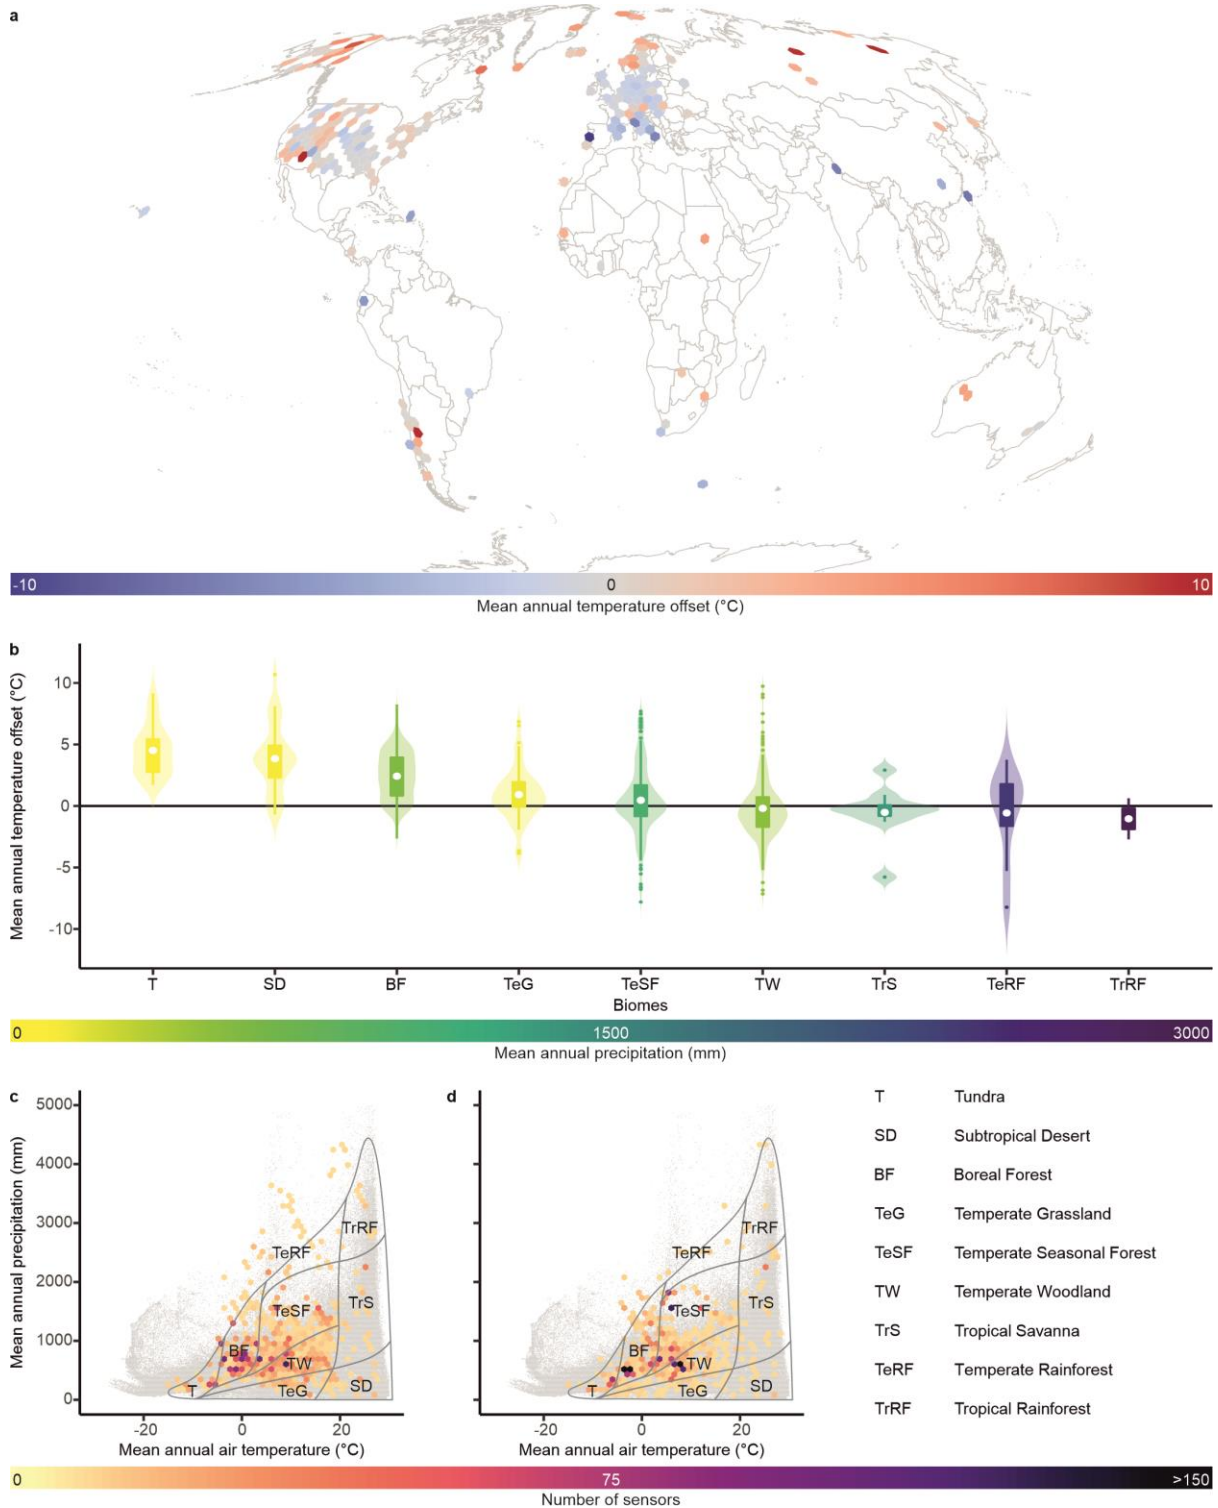 a
-10 0 10
Mean annual temperature offset (°C)
b
Mean annual temperature offset (°C)
10
5
0
-5
-10
T SD BF TeG TeSF TW TrS TeRF TrRF
Biomes
0 1500 3000
Mean annual precipitation (mm)
c
Mean annual precipitation (mm)
5000
4000
3000
2000
1000
0
TrRF
TeRF
TeSF
TrS
BF
TW
T
TeG
SD
-20 0 20
Mean annual air temperature (°C)
d
TrRF
TeRF
TeSF
TrS
BF
TW
T
TeG
SD
-20 0 20
Mean annual air temperature (°C)
T Tundra
SD Subtropical Desert
BF Boreal Forest
TeG Temperate Grassland
TeSF Temperate Seasonal Forest
TW Temperate Woodland
TrS Tropical Savanna
TeRF Temperate Rainforest
TrRF Tropical Rainforest
0 75 >150
Number of sensors